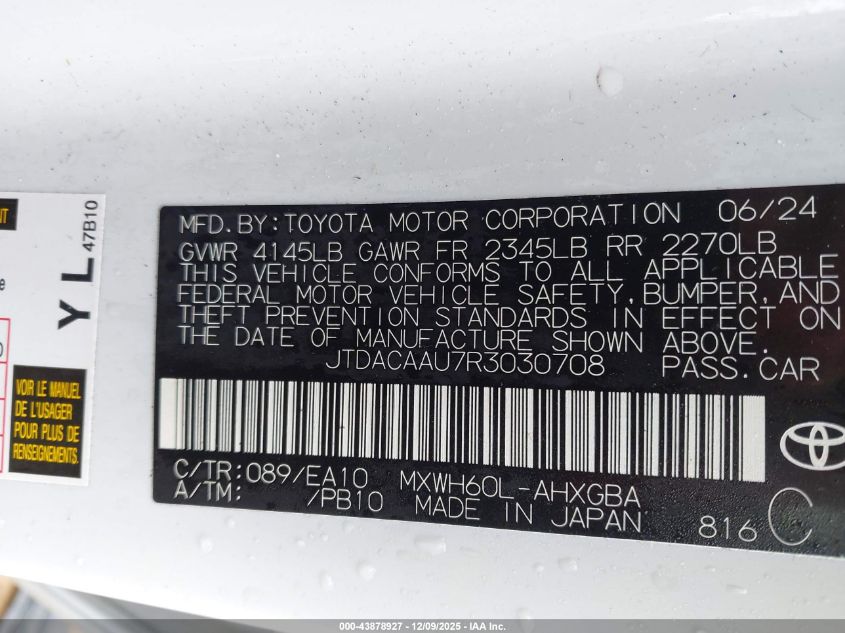 MFD.BY:TOYOTA MOTOR CORPORATION 06/24
GVWR 4145LB GAWR FR 2345LB RR 2270LB
THIS VEHICLE CONFORMS TO ALL APPLICABLE
FEDERAL MOTOR VEHICLE SAFETY, BUMPER, AND
THEFT PREVENTION STANDARDS IN EFFECT ON
THE DATE OF MANUFACTURE SHOWN ABOVE.
JTDACAAU7R3030708 PASS.CAR
C/TR:089/EA10 MXWH60L-AHXGBA
A/TM: /PB10 MADE IN JAPAN
816 C
YL
47B10
VOIR LE MANUEL
DE L'USAGER
POUR PLUS DE
RENSEIGNEMENTS.
000-43878927 - 12/09/2025 - IAA Inc.